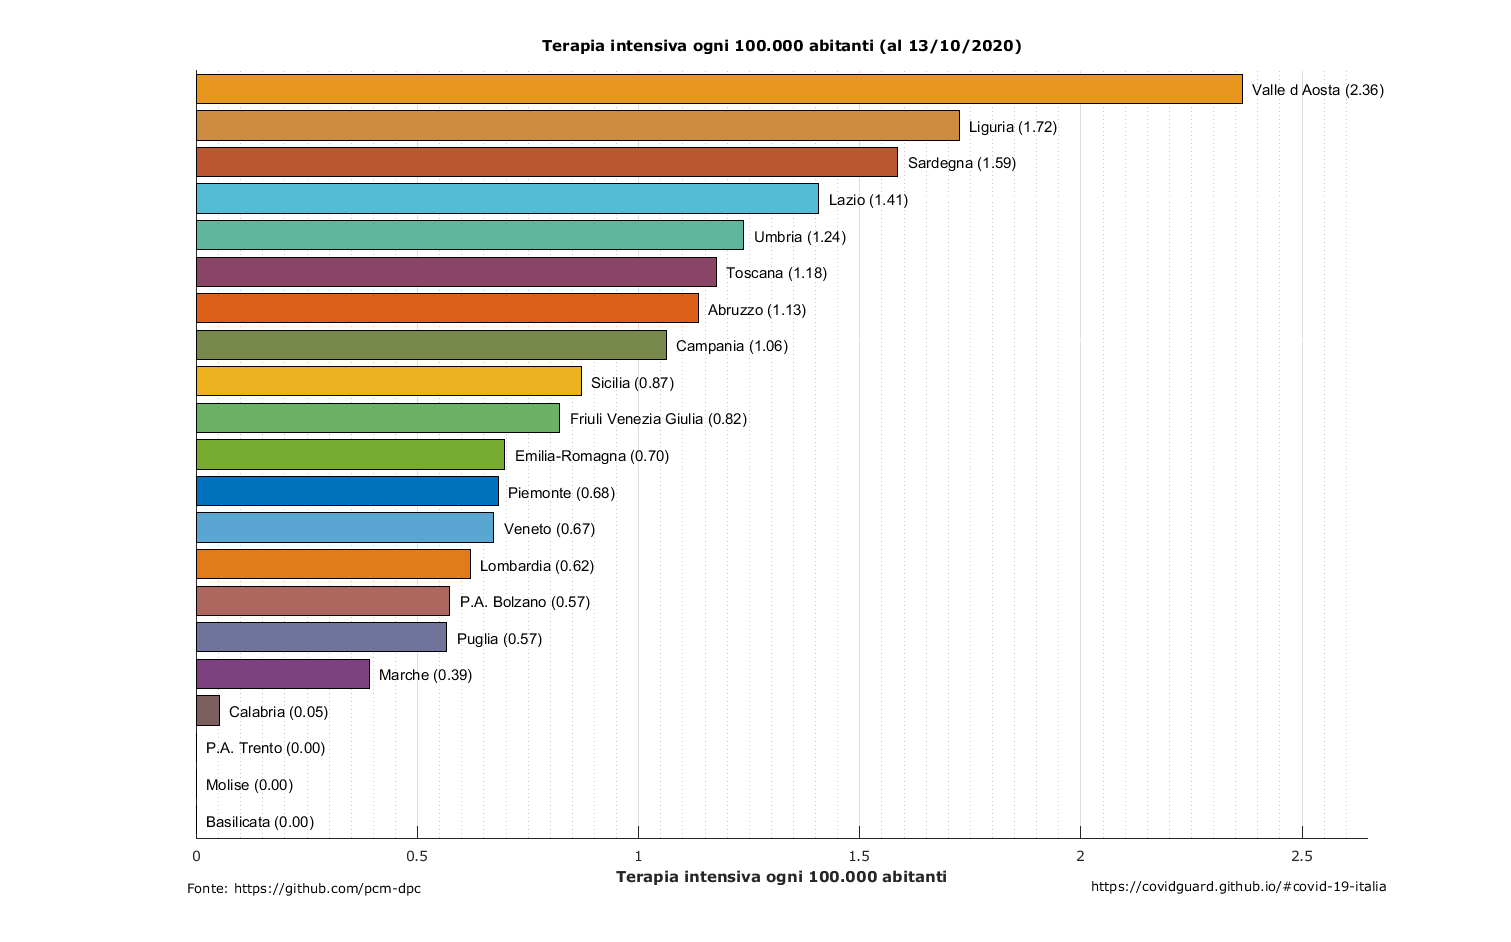 Terapia intensiva ogni 100.000 abitanti (al 13/10/2020)
Valle d Aosta (2.36)
Liguria (1.72)
Sardegna (1.59)
Lazio (1.41)
Umbria (1.24)
Toscana (1.18)
Abruzzo (1.13)
Campania (1.06)
Sicilia (0.87)
Friuli Venezia Giulia (0.82)
Emilia-Romagna (0.70)
Piemonte (0.68)
Veneto (0.67)
Lombardia (0.62)
P.A. Bolzano (0.57)
Puglia (0.57)
Marche (0.39)
Calabria (0.05)
P.A. Trento (0.00)
Molise (0.00)
Basilicata (0.00)
0 0.5 1 1.5 2 2.5
Terapia intensiva ogni 100.000 abitanti
Fonte: https://github.com/pcm-dpc
https://covidguard.github.io/#covid-19-italia